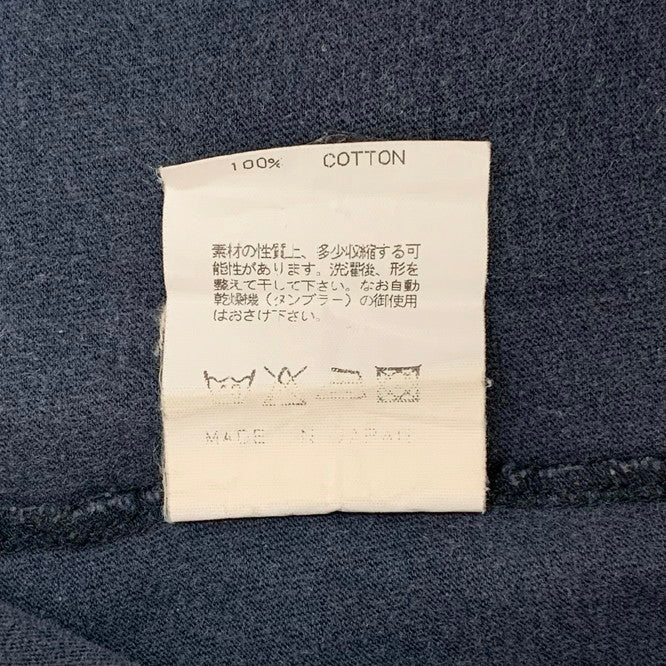 100% COTTON
素材の性質上、多少収縮する可
能性があります。洗濯後、形を
整えて干して下さい。なお自動
乾燥機（タンブラー）の御使用
はおさけ下さい。
MADE IN JAPAN